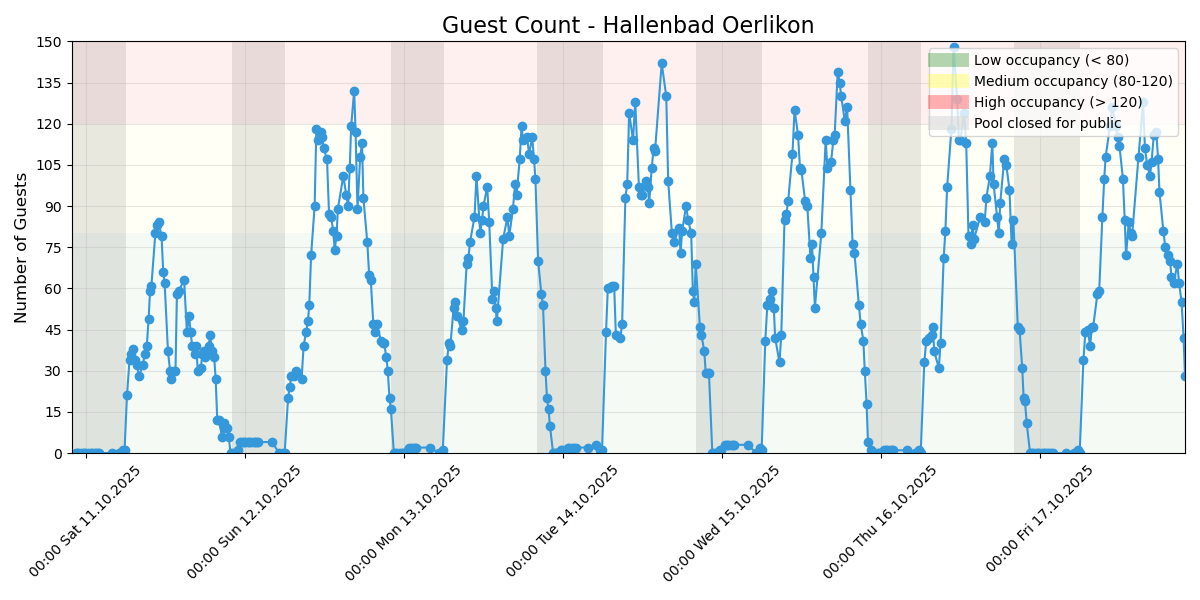 Guest Count - Hallenbad Oerlikon
Number of Guests
150
135
120
105
90
75
60
45
30
15
0
Low occupancy (< 80)
Medium occupancy (80-120)
High occupancy (> 120)
Pool closed for public
00:00 Sat 11.10.2025
00:00 Sun 12.10.2025
00:00 Mon 13.10.2025
00:00 Tue 14.10.2025
00:00 Wed 15.10.2025
00:00 Thu 16.10.2025
00:00 Fri 17.10.2025